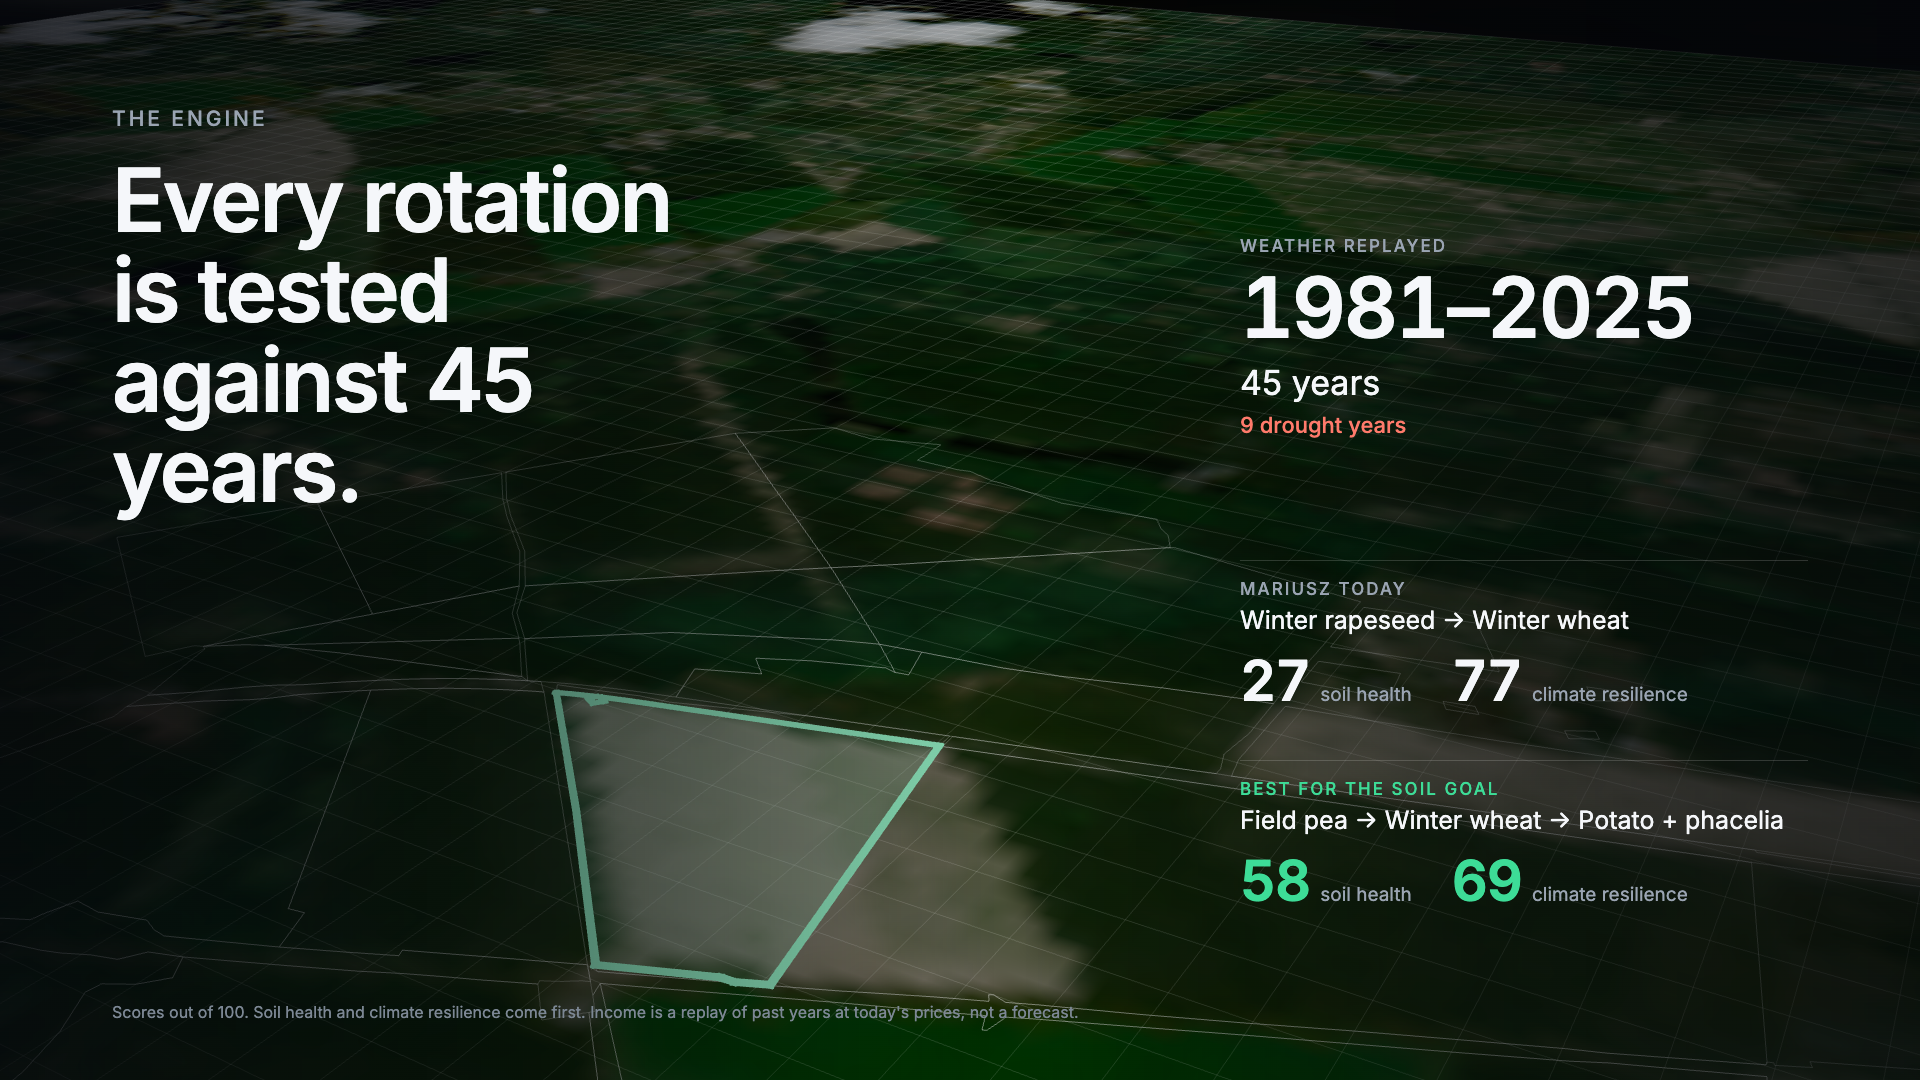 THE ENGINE
Every rotation
is tested
against 45
years.
WEATHER REPLAYED
1981–2025
45 years
9 drought years
MARIUSZ TODAY
Winter rapeseed → Winter wheat
27 soil health 77 climate resilience
BEST FOR THE SOIL GOAL
Field pea → Winter wheat → Potato + phacelia
58 soil health 69 climate resilience
Scores out of 100. Soil health and climate resilience come first. Income is a replay of past years at today's prices, not a forecast.